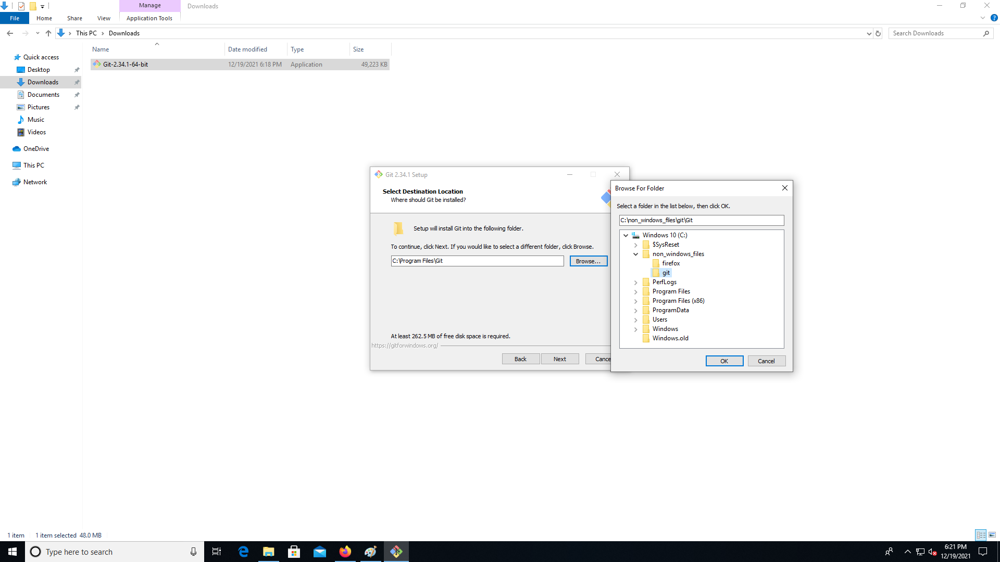 Manage
Downloads
File
Home
Share
View
Application Tools
This PC
Downloads
Search Downloads
Name
Date modified
Type
Size
Git-2.34.1-64-bit
12/19/2021 6:18 PM
Application
49,223 KB
Quick access
Desktop
Downloads
Documents
Pictures
Music
Videos
OneDrive
This PC
Network
Git 2.34.1 Setup
Select Destination Location
Where should Git be installed?
Setup will install Git into the following folder.
To continue, click Next. If you would like to select a different folder, click Browse.
C:\Program Files\Git
Browse...
At least 262.5 MB of free disk space is required.
https://gitforwindows.org/
Back
Next
Cance
Browse For Folder
Select a folder in the list below, then click OK.
C:\non_windows_files\git\Git
Windows 10 (C:)
$SysReset
non_windows_files
firefox
git
PerfLogs
Program Files
Program Files (x86)
ProgramData
Users
Windows
Windows.old
OK
Cancel
1 item
1 item selected 48.0 MB
Type here to search
6:21 PM
12/19/2021